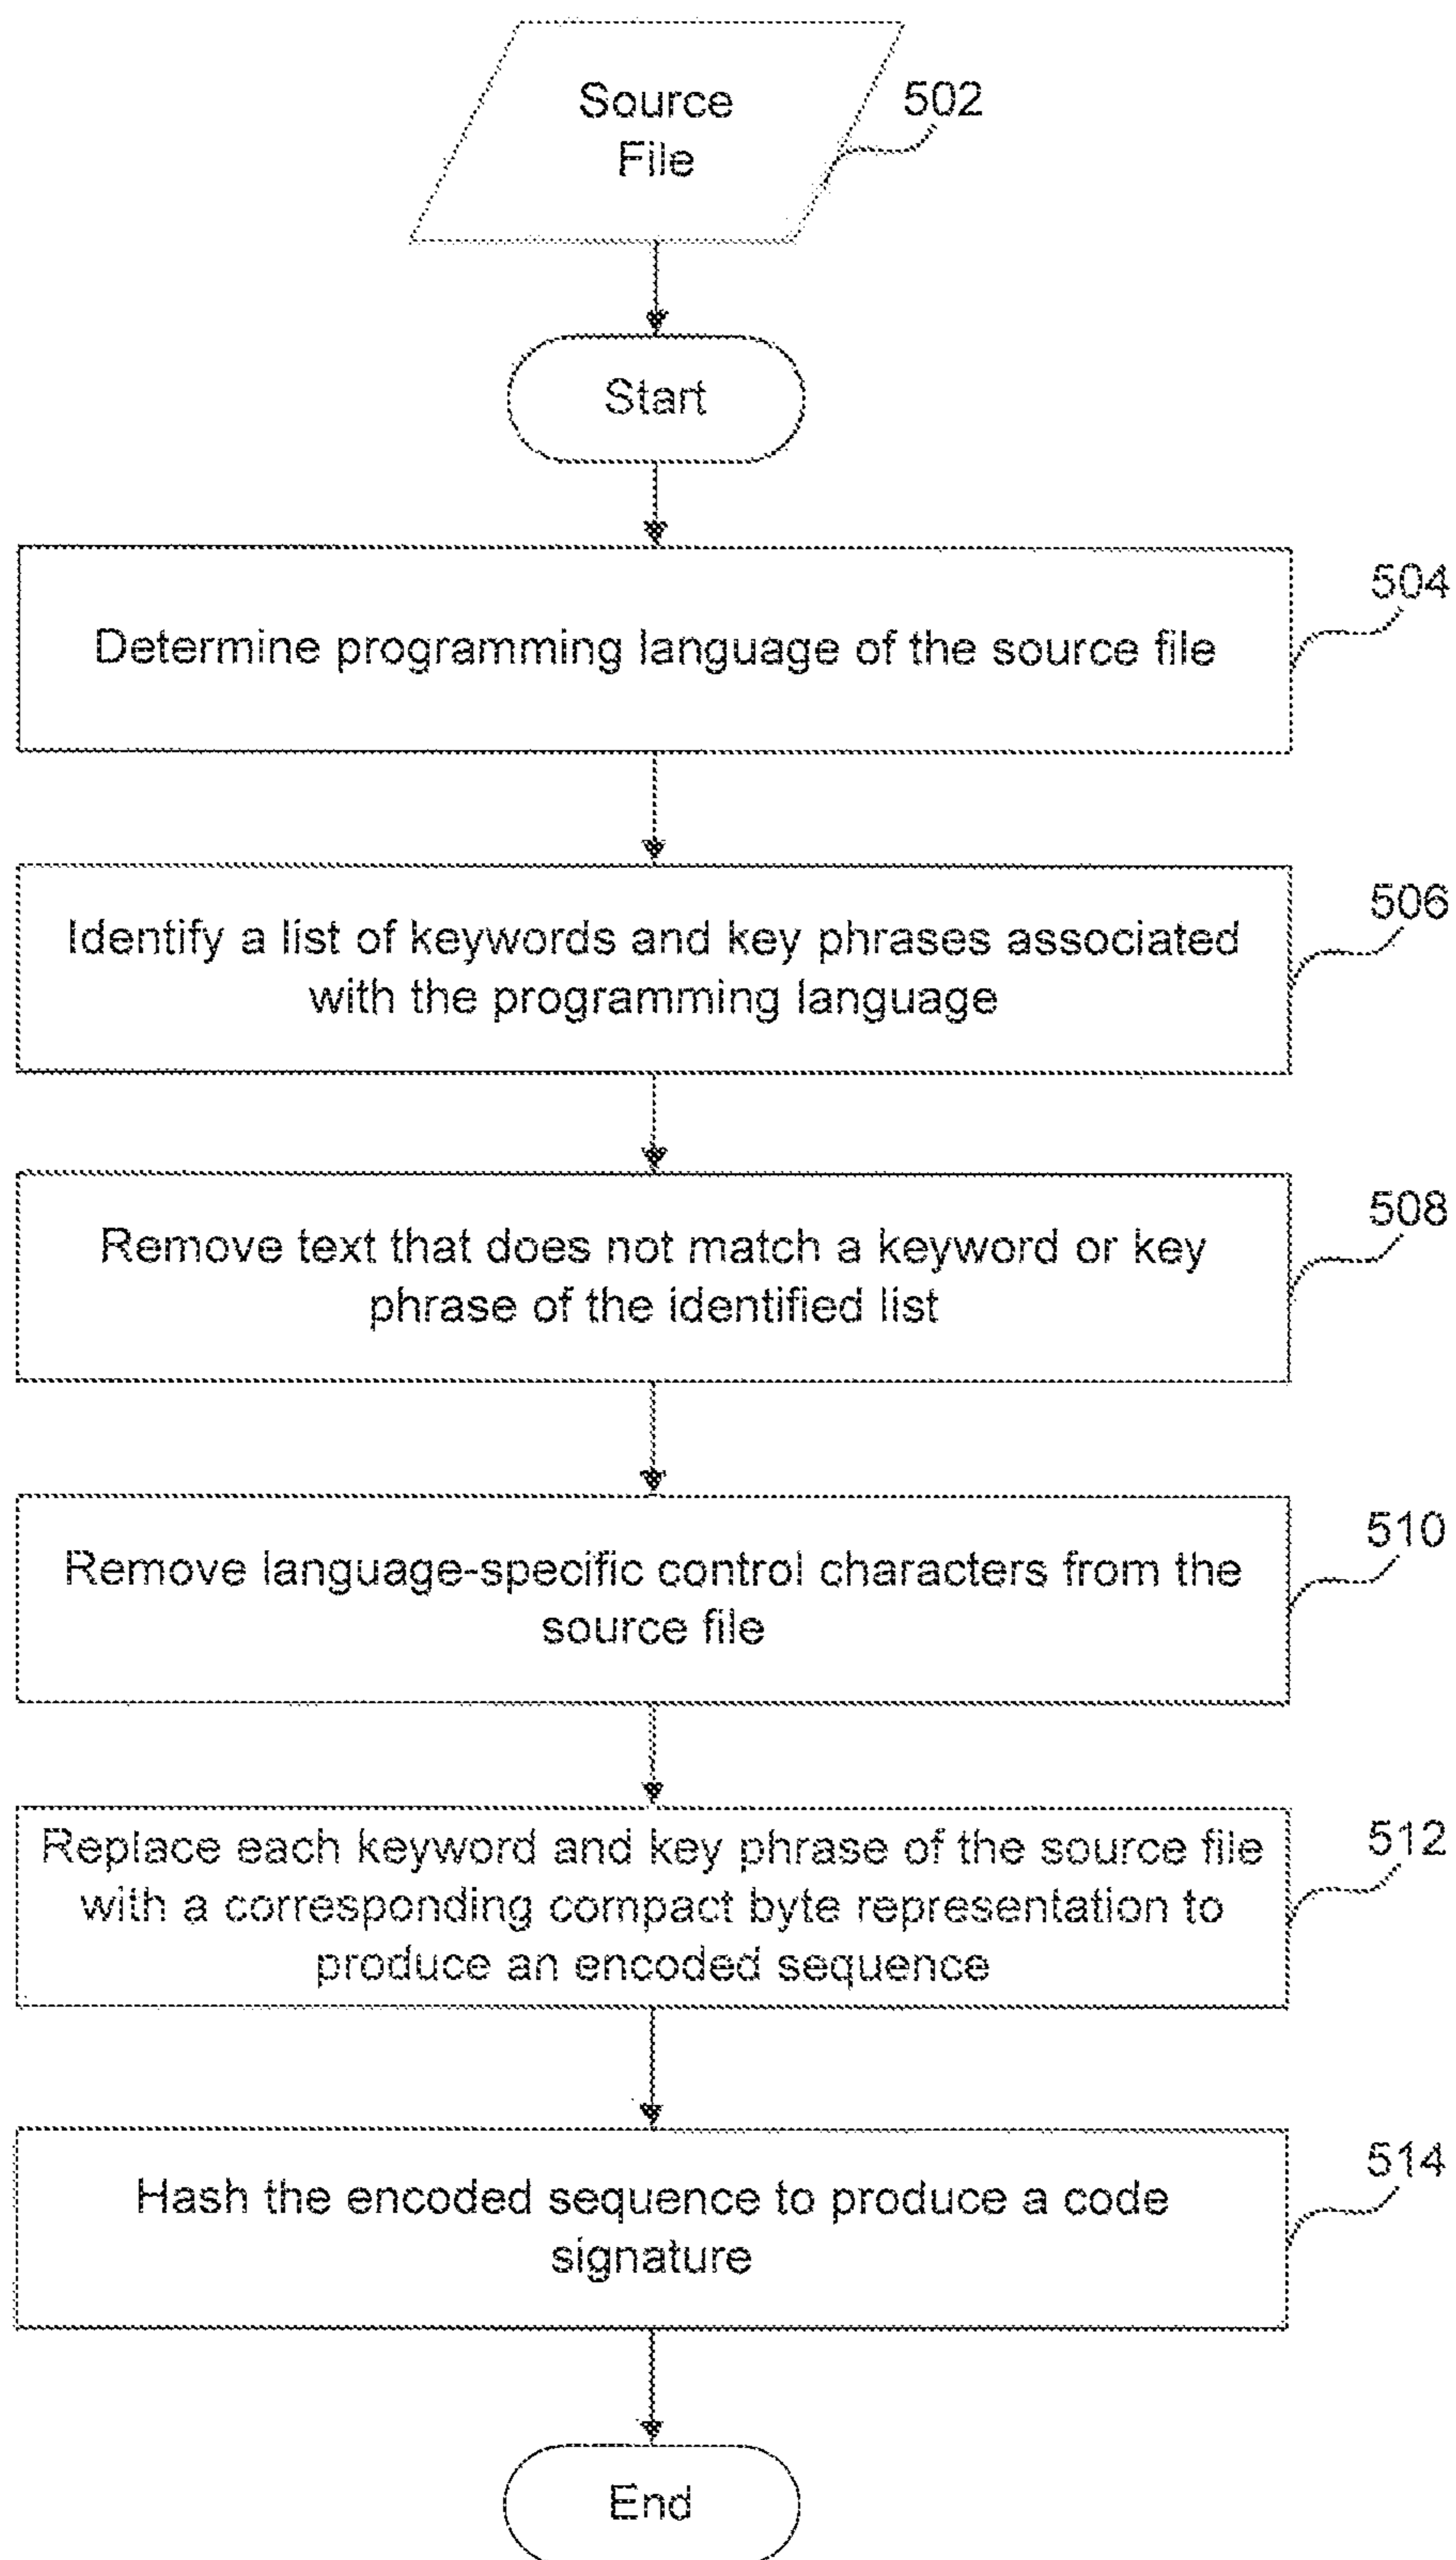 Source
File
502
Start
Determine programming language of the source file
504
Identify a list of keywords and key phrases associated
with the programming language
506
Remove text that does not match a keyword or key
phrase of the identified list
508
Remove language-specific control characters from the
source file
510
Replace each keyword and key phrase of the source file
with a corresponding compact byte representation to
produce an encoded sequence
512
Hash the encoded sequence to produce a code
signature
514
End